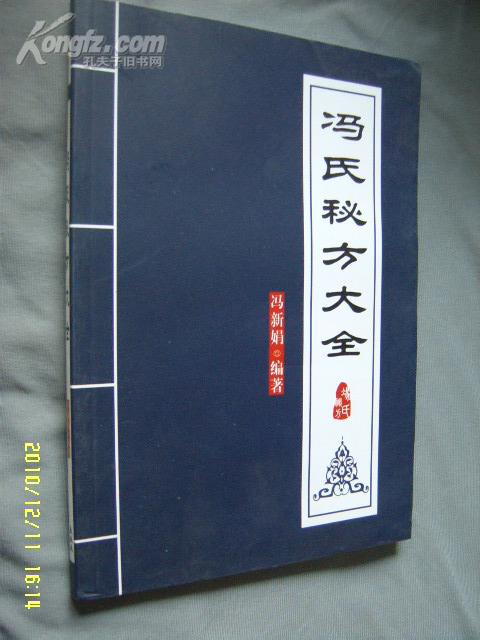 Kongfz.com
孔夫子旧书网
冯氏秘方大全
冯新娟 编著
2010/12/11 16:14